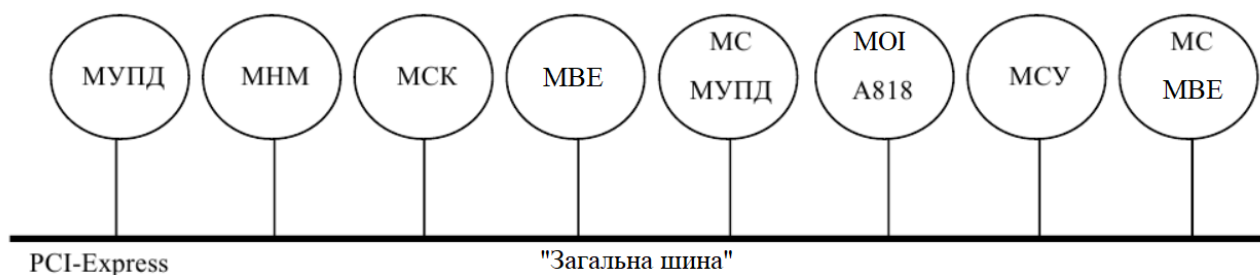 МУПД
МНМ
МСК
МВЕ
МС
МУПД
МОІ
А818
МСУ
МС
МВЕ
PCI-Express
"Загальна шина"